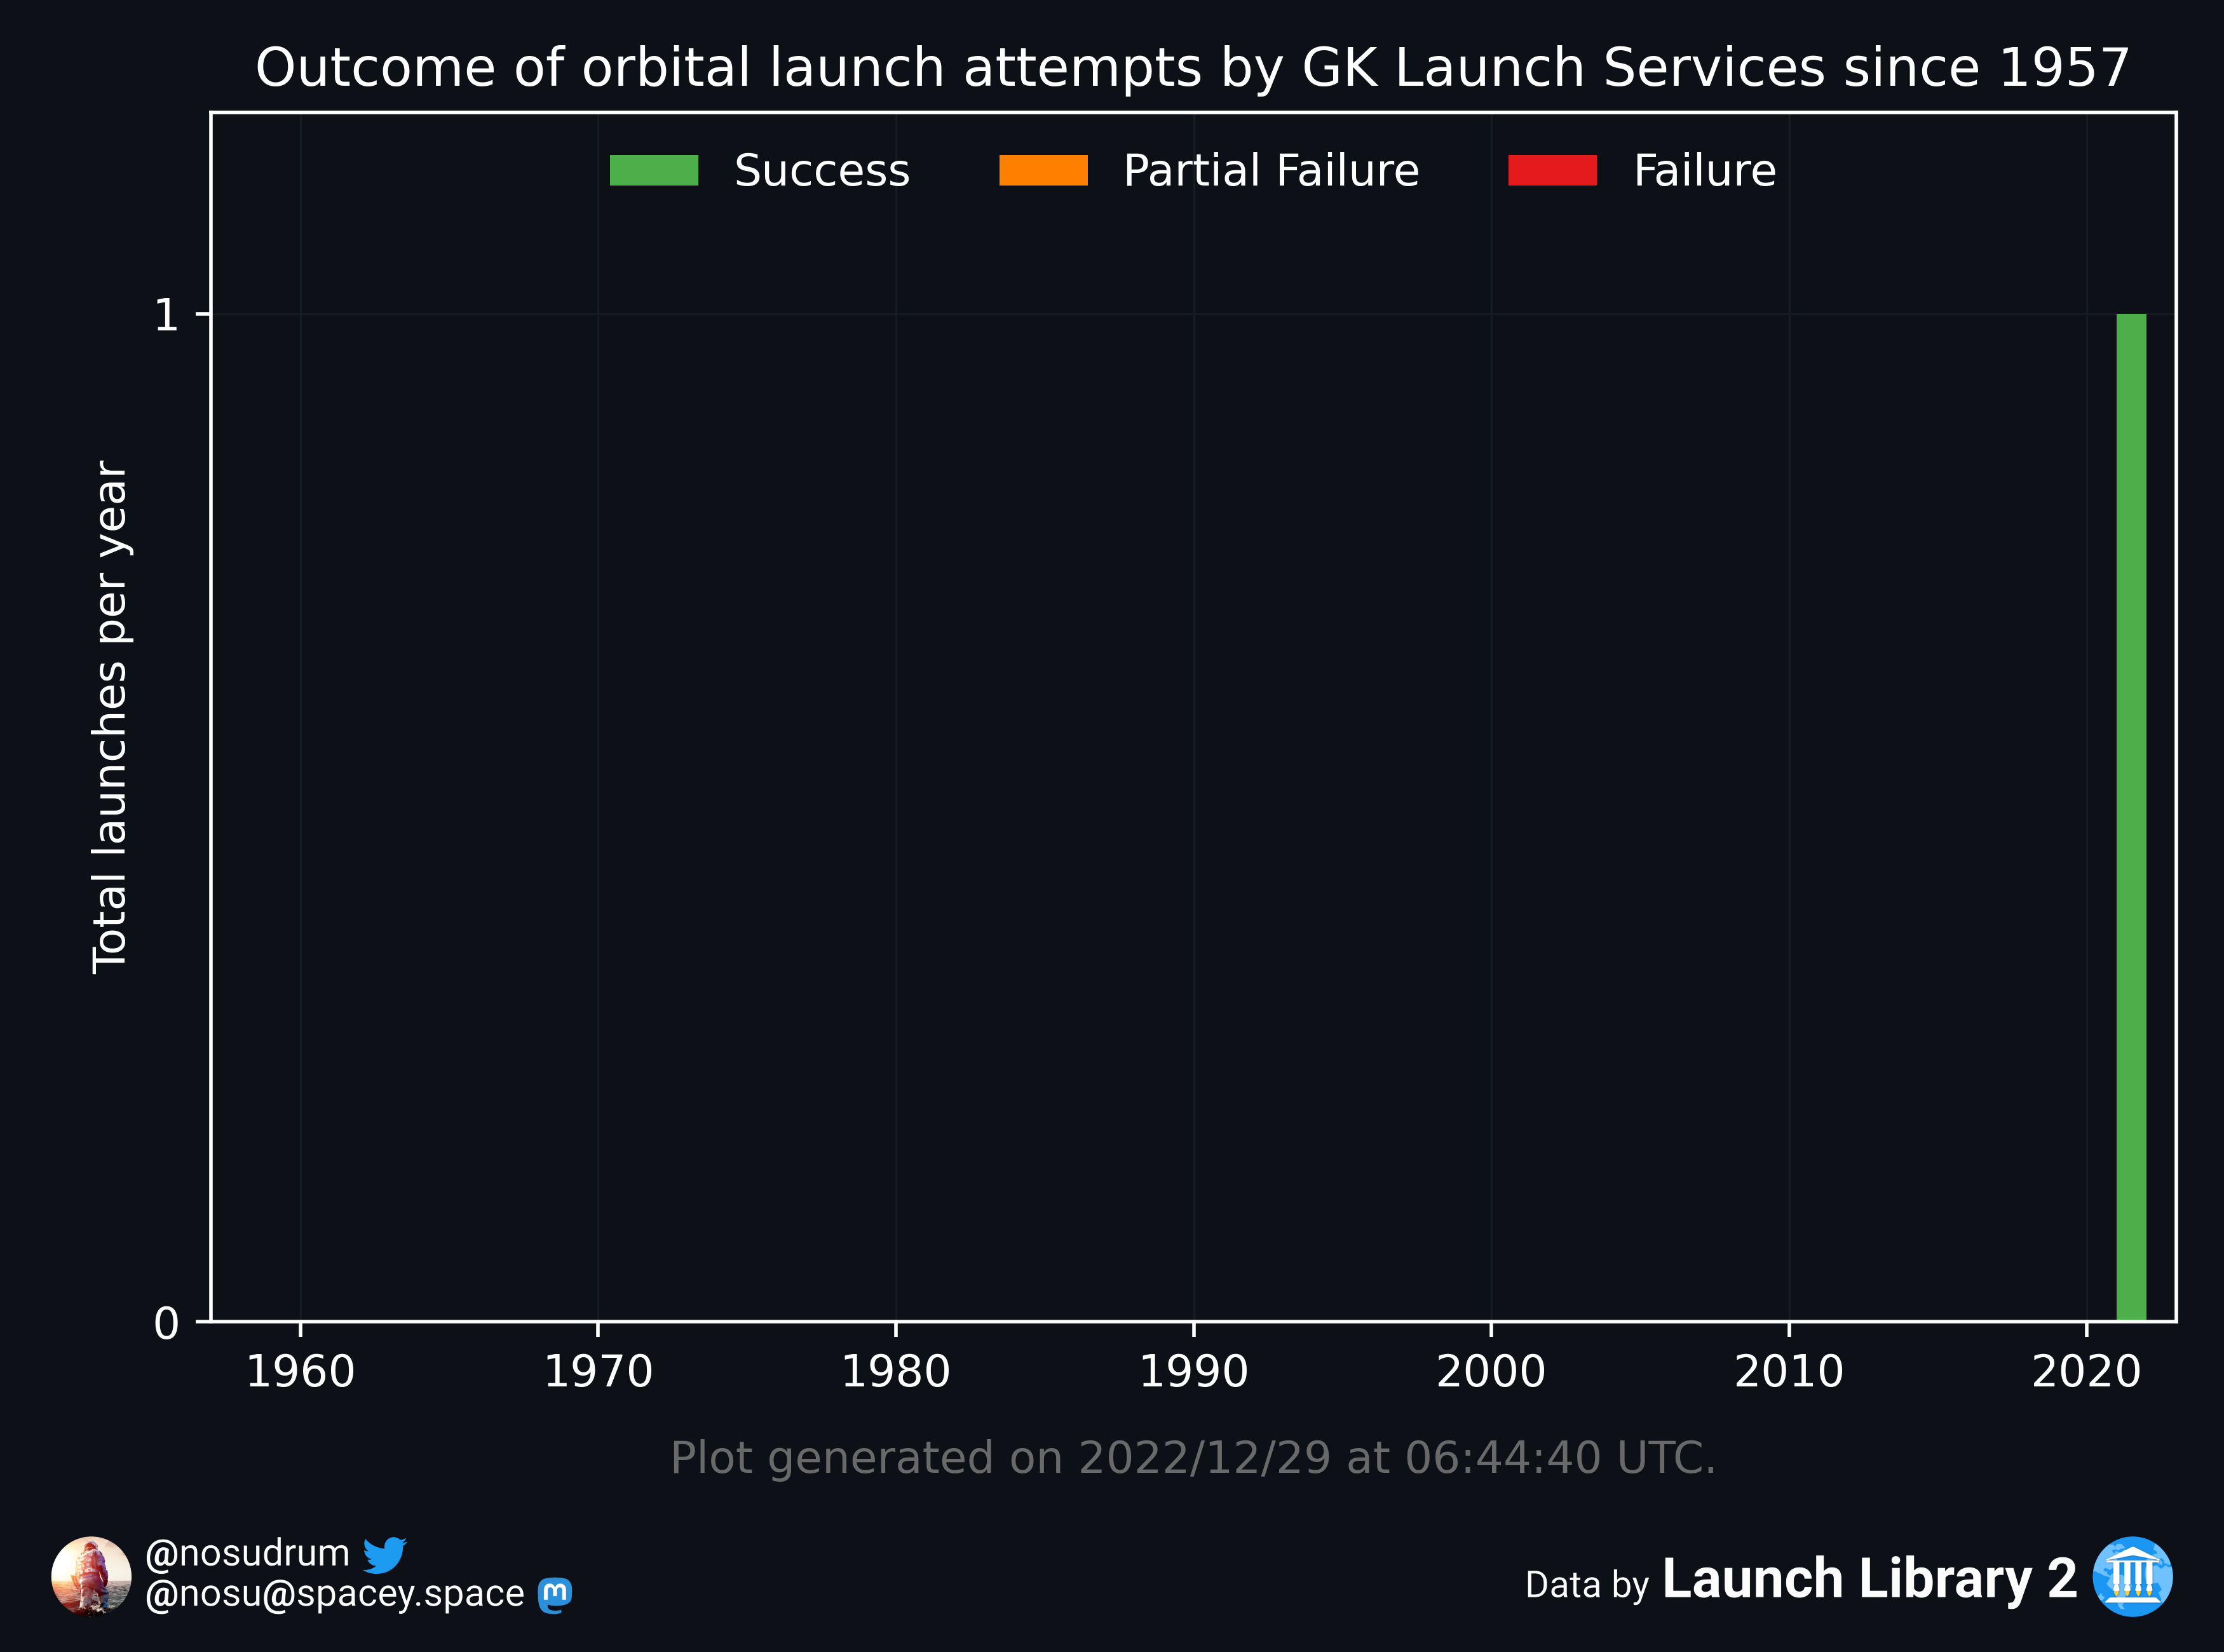 Outcome of orbital launch attempts by GK Launch Services since 1957
Success Partial Failure Failure
Total launches per year
1
0
1960 1970 1980 1990 2000 2010 2020
Plot generated on 2022/12/29 at 06:44:40 UTC.
@nosudrum
@nosu@spacey.space
Data by Launch Library 2